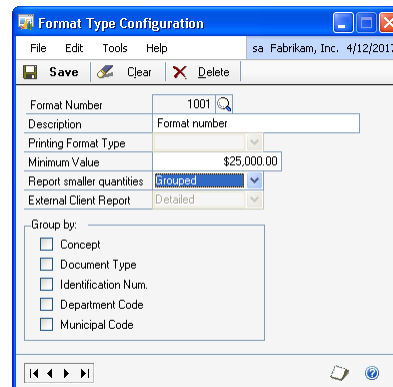 Format Type Configuration
File Edit Tools Help sa Fabrikam, Inc. 4/12/2017
Save Clear Delete
Format Number 1001
Description Format number
Printing Format Type
Minimum Value $25,000.00
Report smaller quantities Grouped
External Client Report Detailed
Group by:
Concept
Document Type
Identification Num.
Department Code
Municipal Code